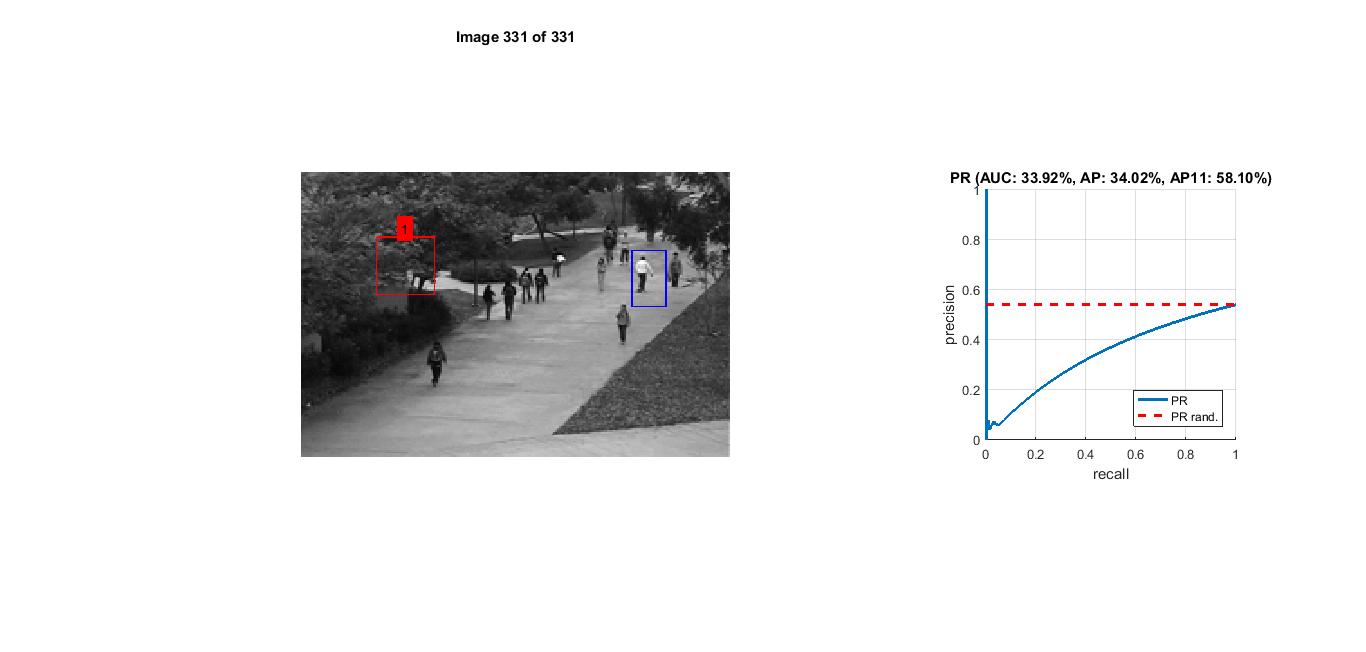 Image 331 of 331
1
PR (AUC: 33.92%, AP: 34.02%, AP11: 58.10%)
1
0.8
0.6
0.4
0.2
0
precision
PR
PR rand.
0 0.2 0.4 0.6 0.8 1
recall